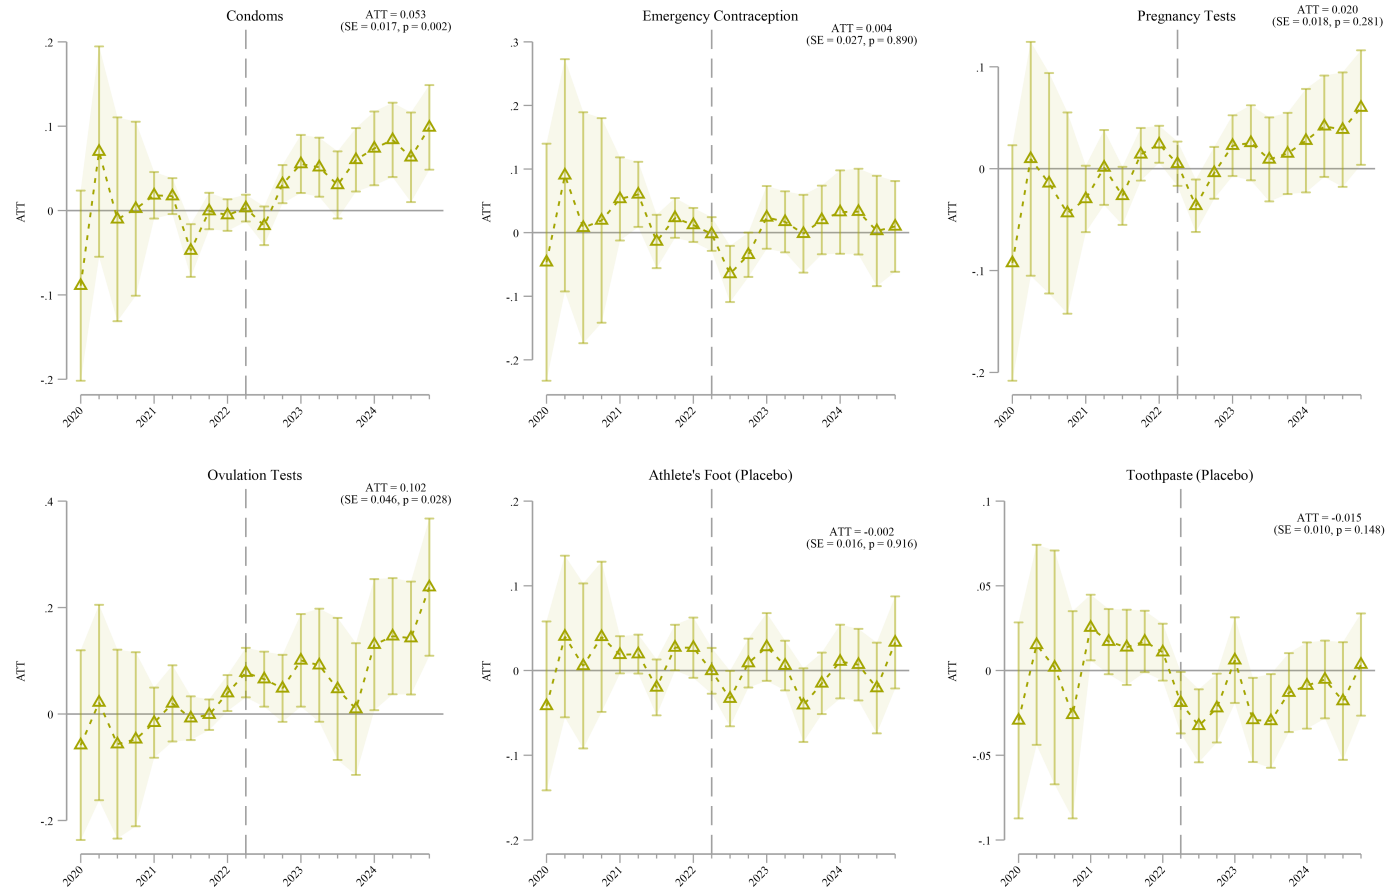 Condoms
ATT = 0.053
(SE = 0.017, p = 0.002)
.2
.1
0
-.1
-.2
ATT
2020
2021
2022
2023
2024
Emergency Contraception
ATT = 0.004
(SE = 0.027, p = 0.890)
.3
.2
.1
0
-.1
-.2
ATT
2020
2021
2022
2023
2024
Pregnancy Tests
ATT = 0.020
(SE = 0.018, p = 0.281)
.1
0
-.1
-.2
ATT
2020
2021
2022
2023
2024
Ovulation Tests
ATT = 0.102
(SE = 0.046, p = 0.028)
.4
.2
0
-.2
ATT
2020
2021
2022
2023
2024
Athlete's Foot (Placebo)
ATT = -0.002
(SE = 0.016, p = 0.916)
.2
.1
0
-.1
-.2
ATT
2020
2021
2022
2023
2024
Toothpaste (Placebo)
ATT = -0.015
(SE = 0.010, p = 0.148)
.1
.05
0
-.05
-.1
ATT
2020
2021
2022
2023
2024